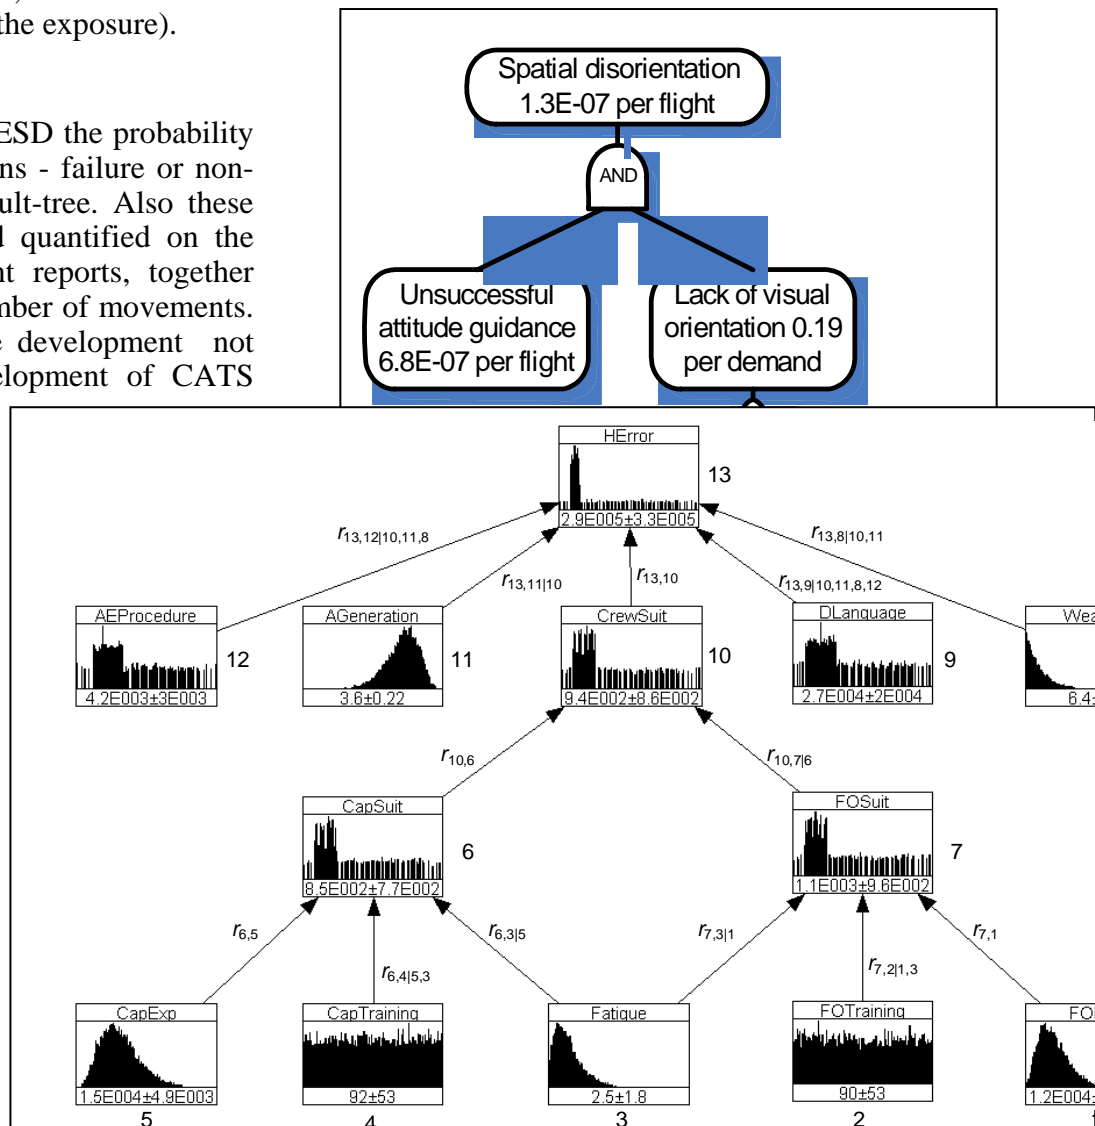 the exposure).
ESD the probability
ns - failure or non-
ult-tree. Also these
d quantified on the
nt reports, together
mber of movements.
e development not
elopment of CATS
Spatial disorientation
1.3E-07 per flight
AND
Unsuccessful
attitude guidance
6.8E-07 per flight
Lack of visual
orientation 0.19
per demand
HError
2.9E005±3.3E005
13
r13,12|10,11,8
r13,11|10
r13,10
r13,9|10,11,8,12
r13,8|10,11
AEProcedure
4.2E003±3E003
12
AGeneration
3.6±0.22
11
CrewSuit
9.4E002±8.6E002
10
DLanguage
2.7E004±2E004
9
Wea
6.4±
r10,6
r10,7|6
CapSuit
8.5E002±7.7E002
6
FOSuit
1.1E003±9.6E002
7
r6,5
r6,4|5,3
r6,3|5
r7,3|1
r7,2|1,3
r7,1
CapExp
1.5E004±4.9E003
5
CapTraining
92±53
4
Fatigue
2.5±1.8
3
FOTraining
90±53
2
FO
1.2E004±